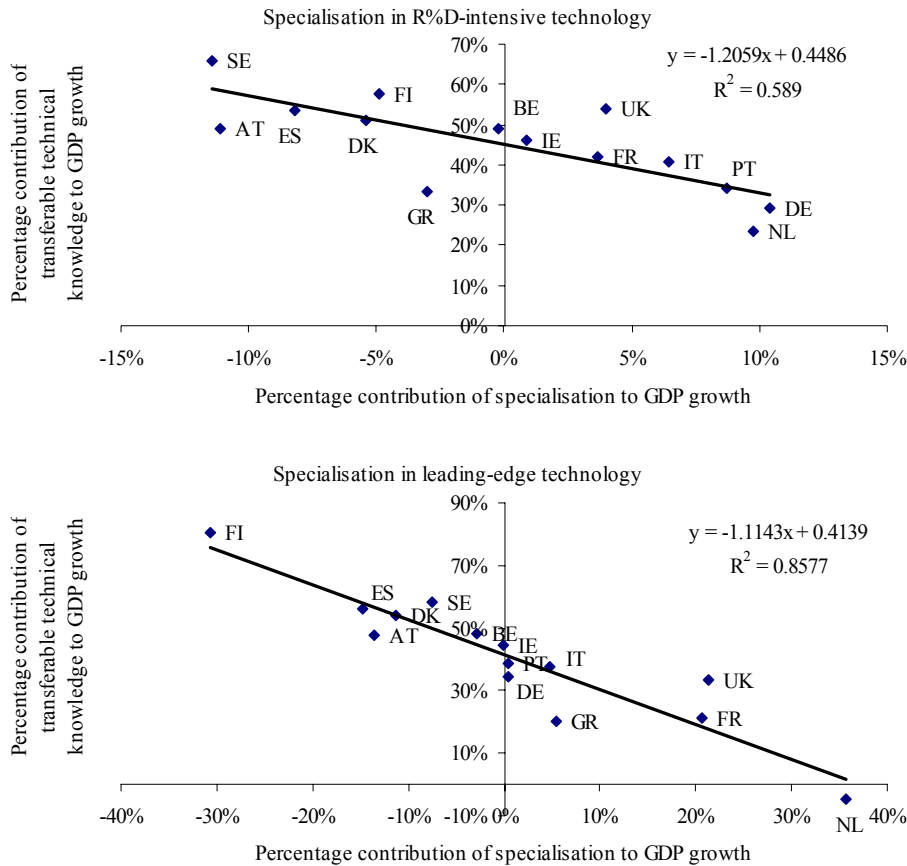 Specialisation in R%D-intensive technology
Percentage contribution of
transferable technical
knowledge to GDP growth
70%
60%
50%
40%
30%
20%
10%
0%
y = -1.2059x + 0.4486
R² = 0.589
SE
FI
AT
ES
DK
GR
BE
IE
UK
FR
IT
PT
DE
NL
-15%
-10%
-5%
0%
5%
10%
15%
Percentage contribution of specialisation to GDP growth
Specialisation in leading-edge technology
Percentage contribution of
transferable technical
knowledge to GDP growth
90%
70%
50%
30%
10%
-10%
y = -1.1143x + 0.4139
R² = 0.8577
FI
ES
SE
DK
AT
BE
IE
PT
IT
DE
GR
UK
FR
NL
-40%
-30%
-20%
-10%
0%
10%
20%
30%
40%
Percentage contribution of specialisation to GDP growth